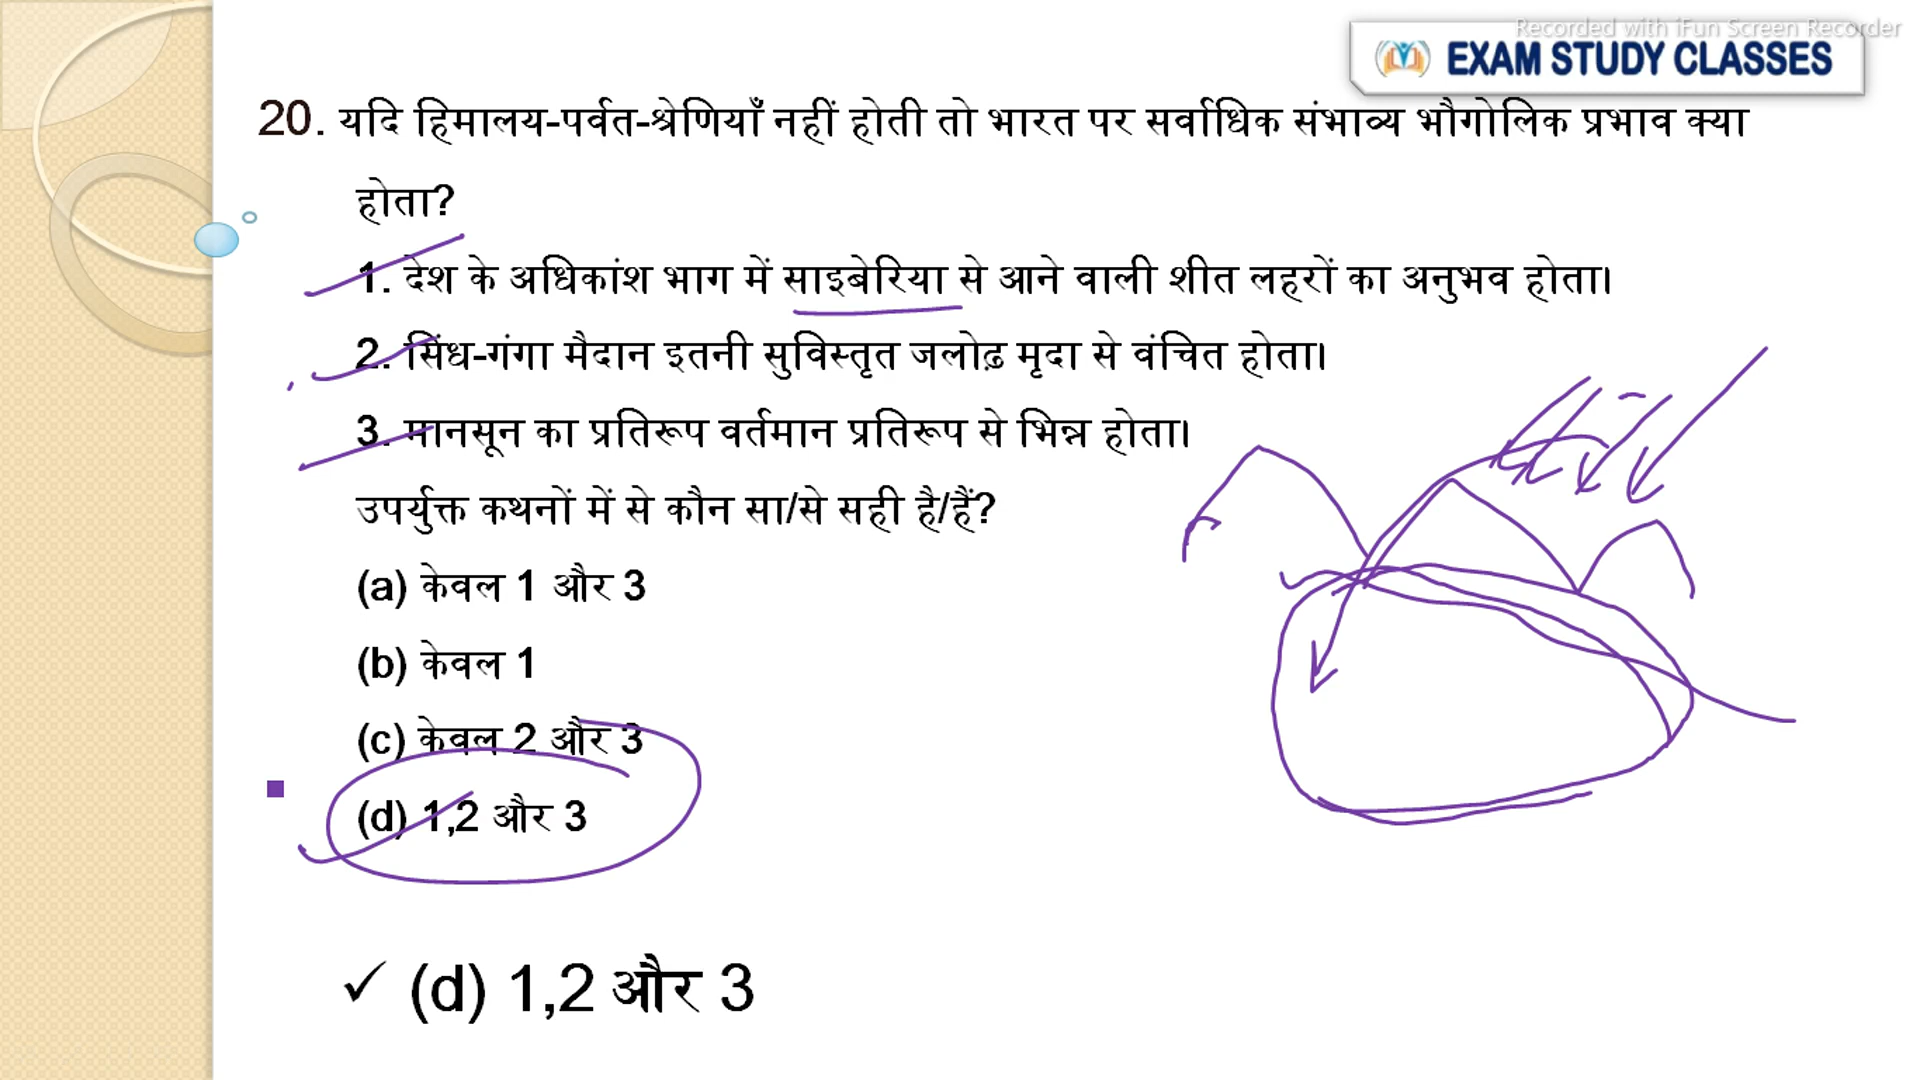 Recorded with iFun Screen Recorder
EXAM STUDY CLASSES
20. यदि हिमालय-पर्वत-श्रेणियाँ नहीं होती तो भारत पर सर्वाधिक संभाव्य भौगोलिक प्रभाव क्या
होता?
1. देश के अधिकांश भाग में साइबेरिया से आने वाली शीत लहरों का अनुभव होता।
2. सिंध-गंगा मैदान इतनी सुविस्तृत जलोढ़ मृदा से वंचित होता।
3. मानसून का प्रतिरूप वर्तमान प्रतिरूप से भिन्न होता।
उपर्युक्त कथनों में से कौन सा/से सही है/हैं?
(a) केवल 1 और 3
(b) केवल 1
(c) केवल 2 और 3
(d) 1,2 और 3
✓ (d) 1,2 और 3